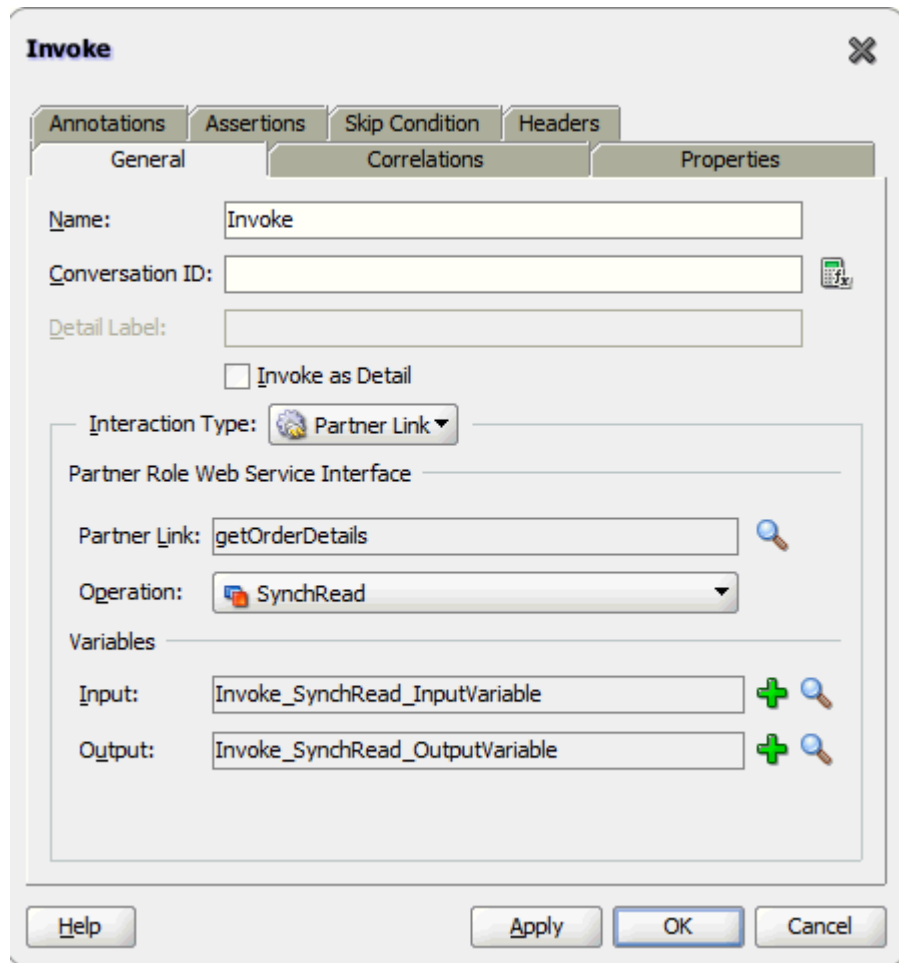 Invoke
Annotations Assertions Skip Condition Headers
General Correlations Properties
Name: Invoke
Conversation ID:
fx
Detail Label:
Invoke as Detail
Interaction Type: Partner Link
Partner Role Web Service Interface
Partner Link: getOrderDetails
Operation: SynchRead
Variables
Input: Invoke_SynchRead_InputVariable
Output: Invoke_SynchRead_OutputVariable
Help Apply OK Cancel